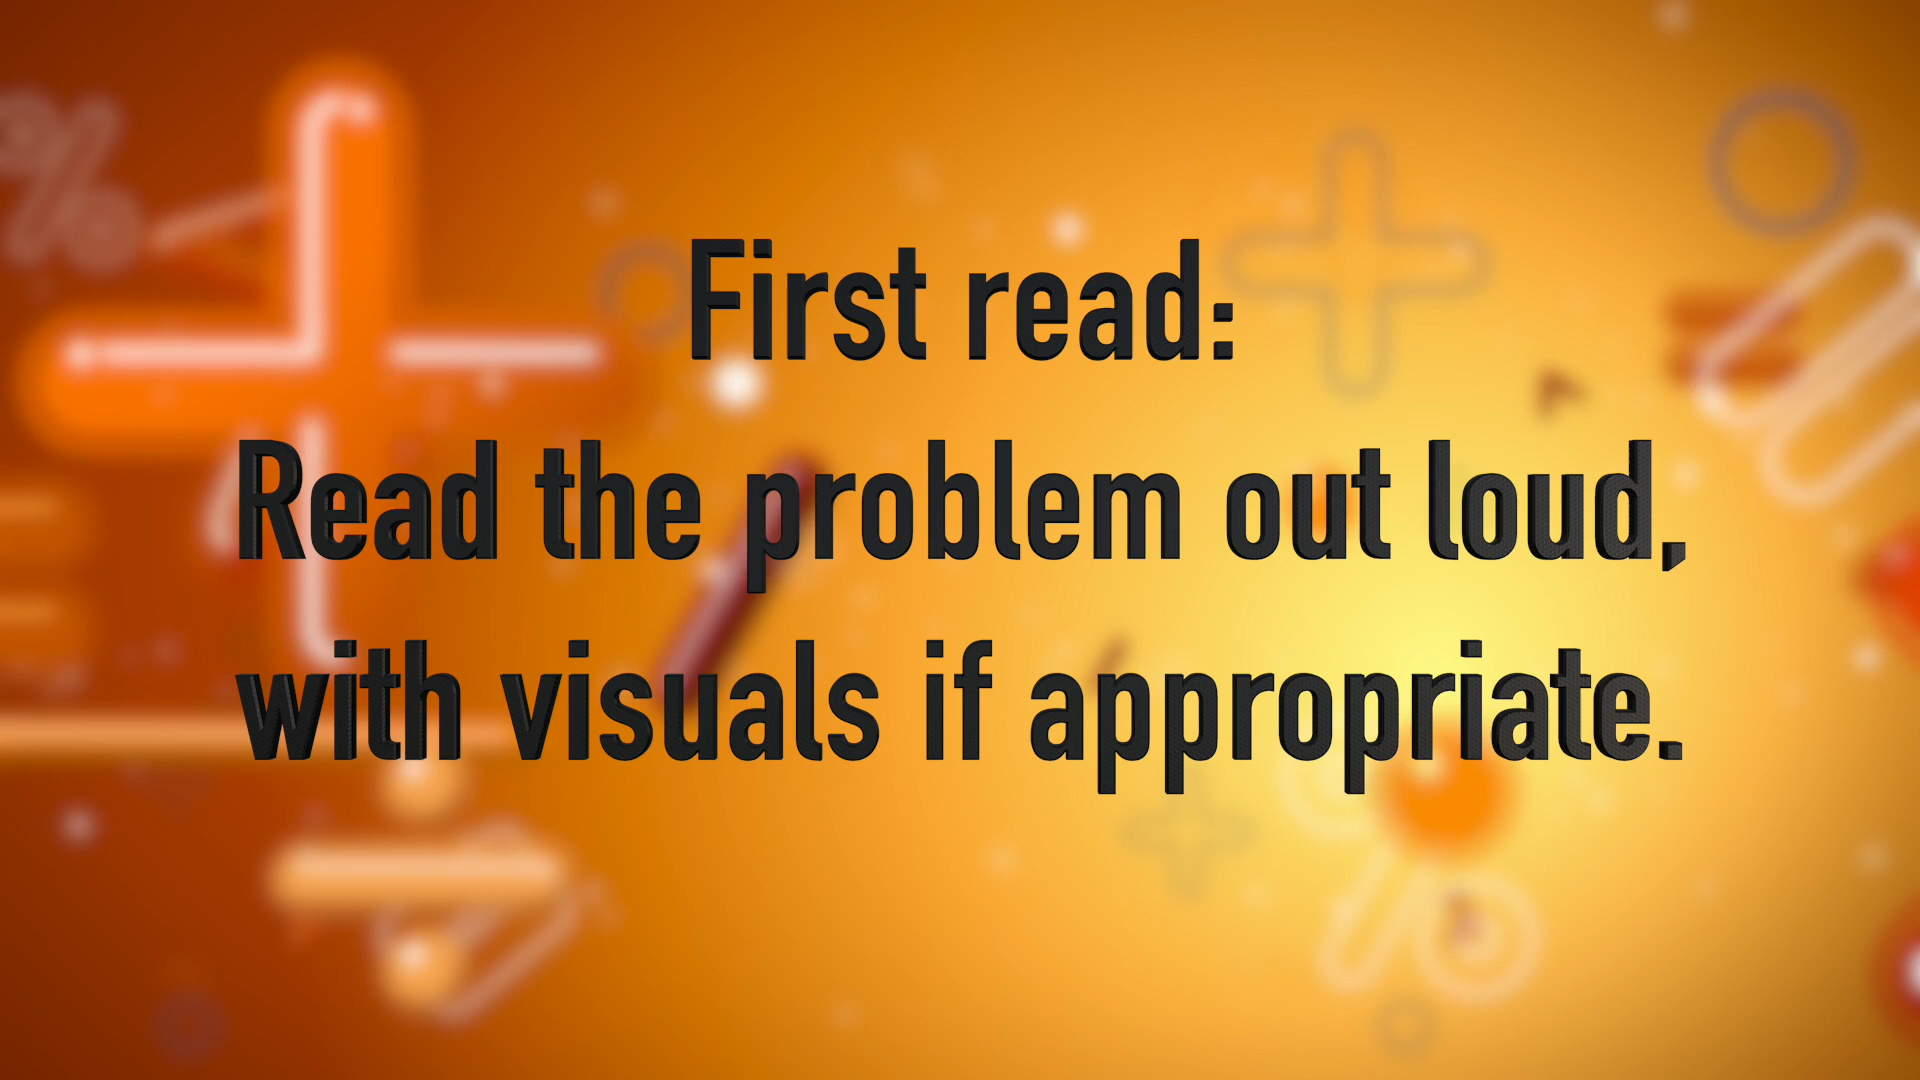 First read:
Read the problem out loud,
with visuals if appropriate.